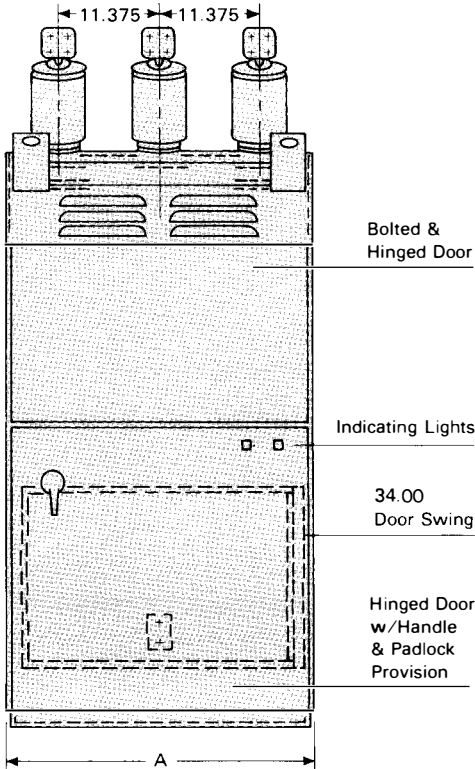 11.375 11.375
Bolted &
Hinged Door
Indicating Lights
34.00
Door Swing
Hinged Door
w/Handle
& Padlock
Provision
A